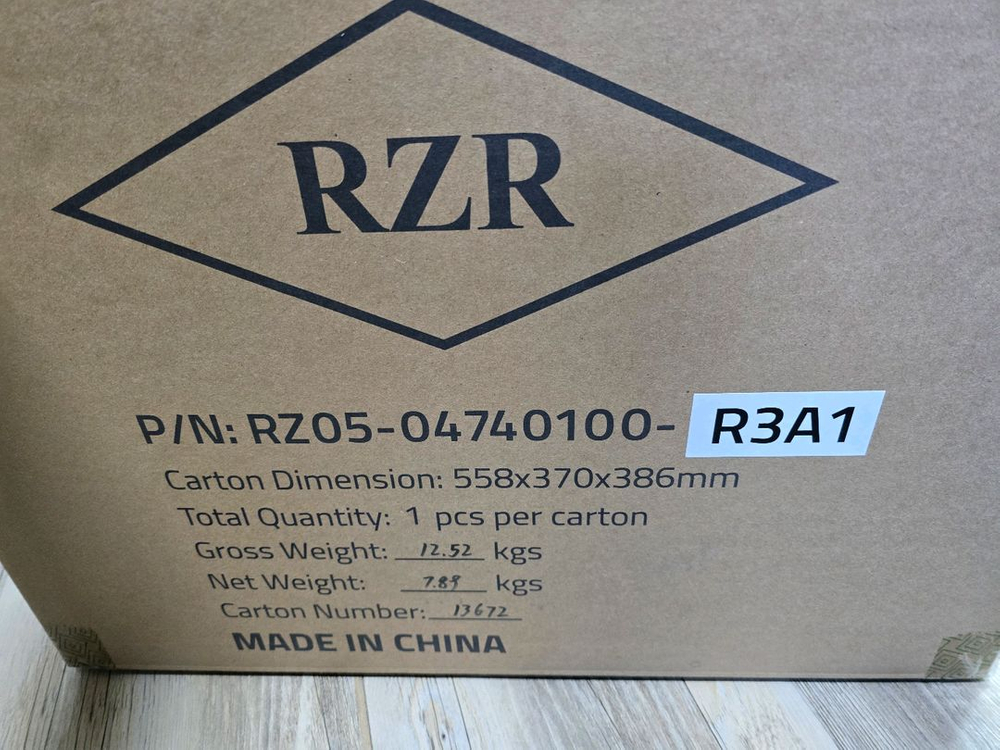 RZR
P/N: RZ05-04740100- R3A1
Carton Dimension: 558x370x386mm
Total Quantity: 1 pcs per carton
Gross Weight: 12.52 kgs
Net Weight: 7.89 kgs
Carton Number: 13672
MADE IN CHINA